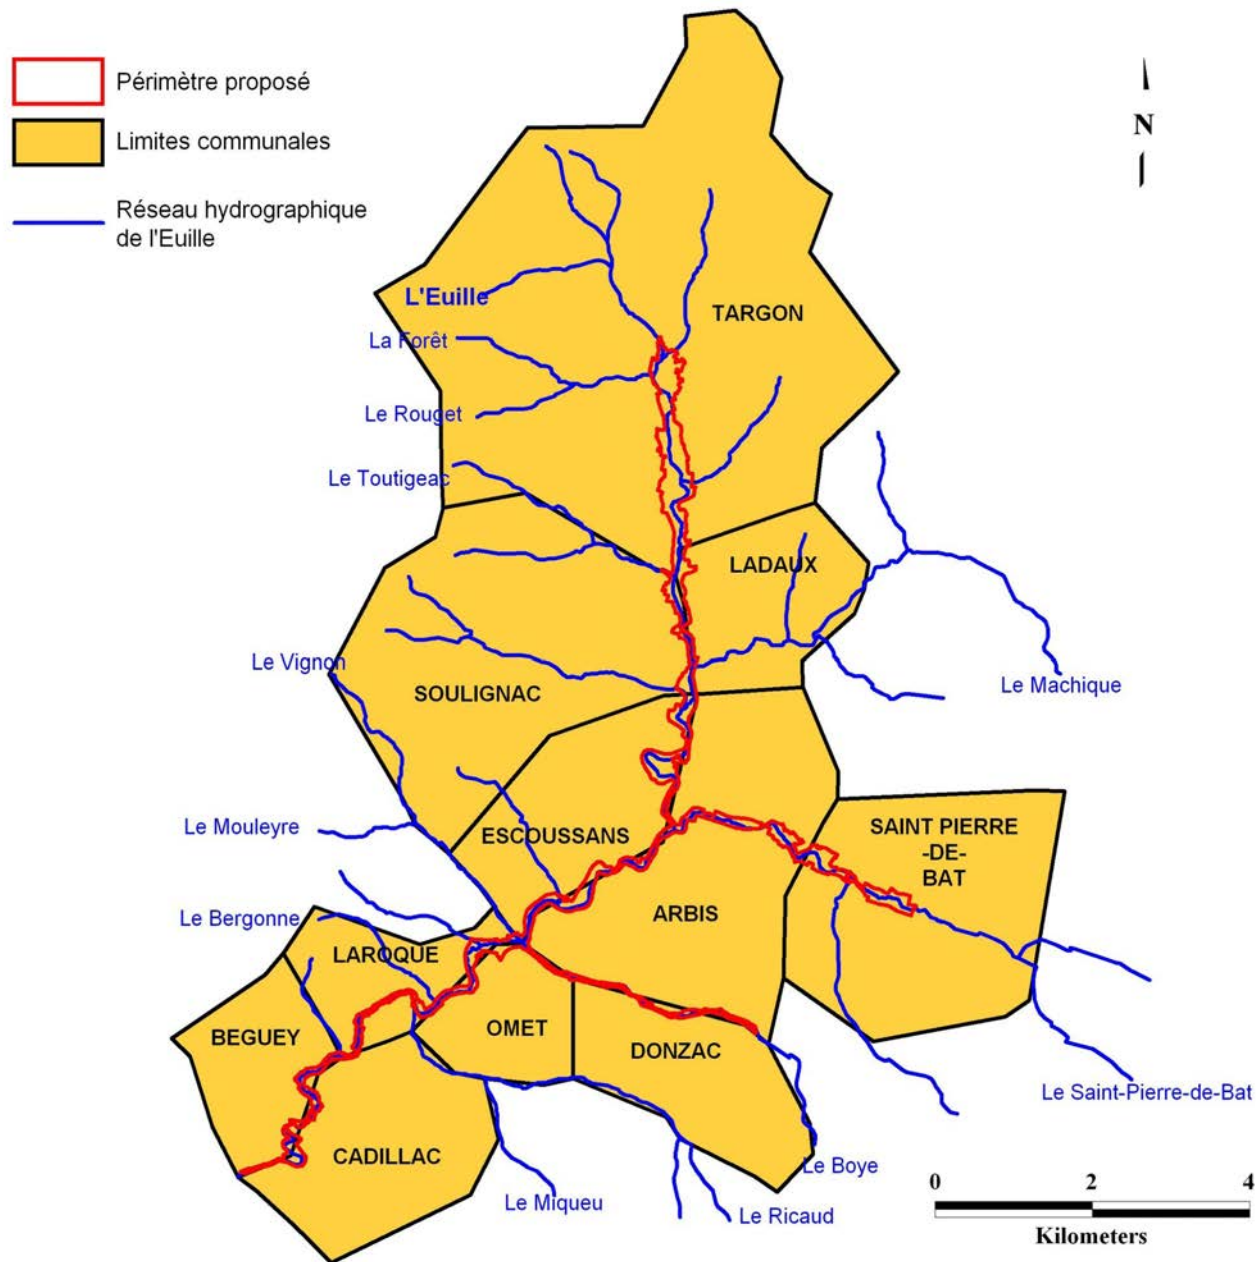 Périmètre proposé
Limites communales
Réseau hydrographique
de l'Euille
N
L'Euille
TARGON
La Forêt
Le Rouget
Le Toutigeac
LADAUX
Le Vignon
SOULIGNAC
Le Machique
Le Mouleyre
ESCOUSSANS
SAINT PIERRE
-DE-
BAT
Le Bergonne
ARBIS
LAROQUE
BEGUEY
OMET
DONZAC
Le Saint-Pierre-de-Bat
CADILLAC
Le Boye
Le Miqueu
Le Ricaud
0 2 4
Kilometers